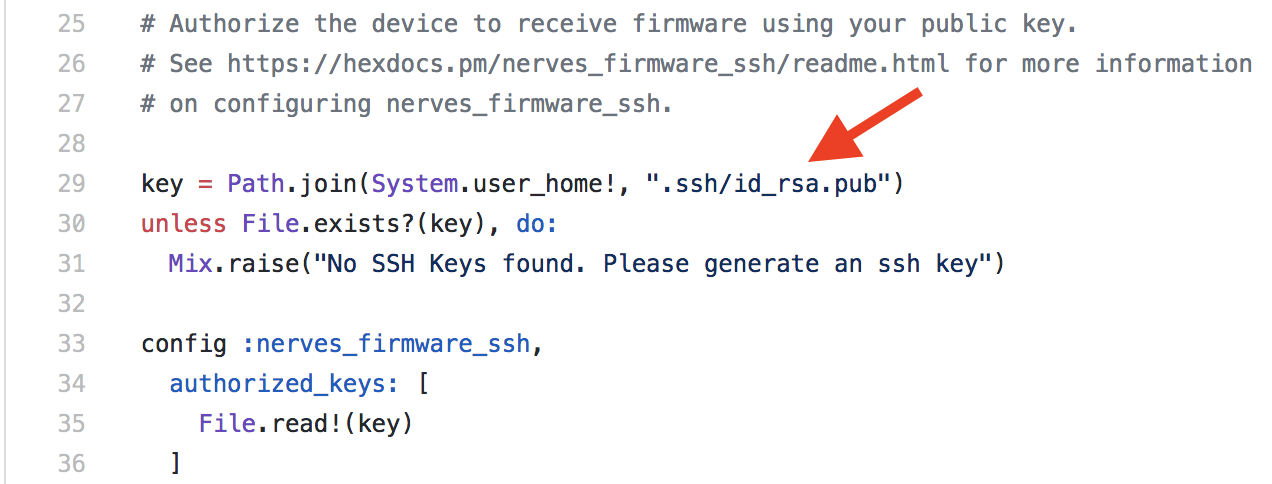 25 # Authorize the device to receive firmware using your public key.
26 # See https://hexdocs.pm/nerves_firmware_ssh/readme.html for more information
27 # on configuring nerves_firmware_ssh.
28
29 key = Path.join(System.user_home!, ".ssh/id_rsa.pub")
30 unless File.exists?(key), do:
31 Mix.raise("No SSH Keys found. Please generate an ssh key")
32
33 config :nerves_firmware_ssh,
34 authorized_keys: [
35 File.read!(key)
36 ]